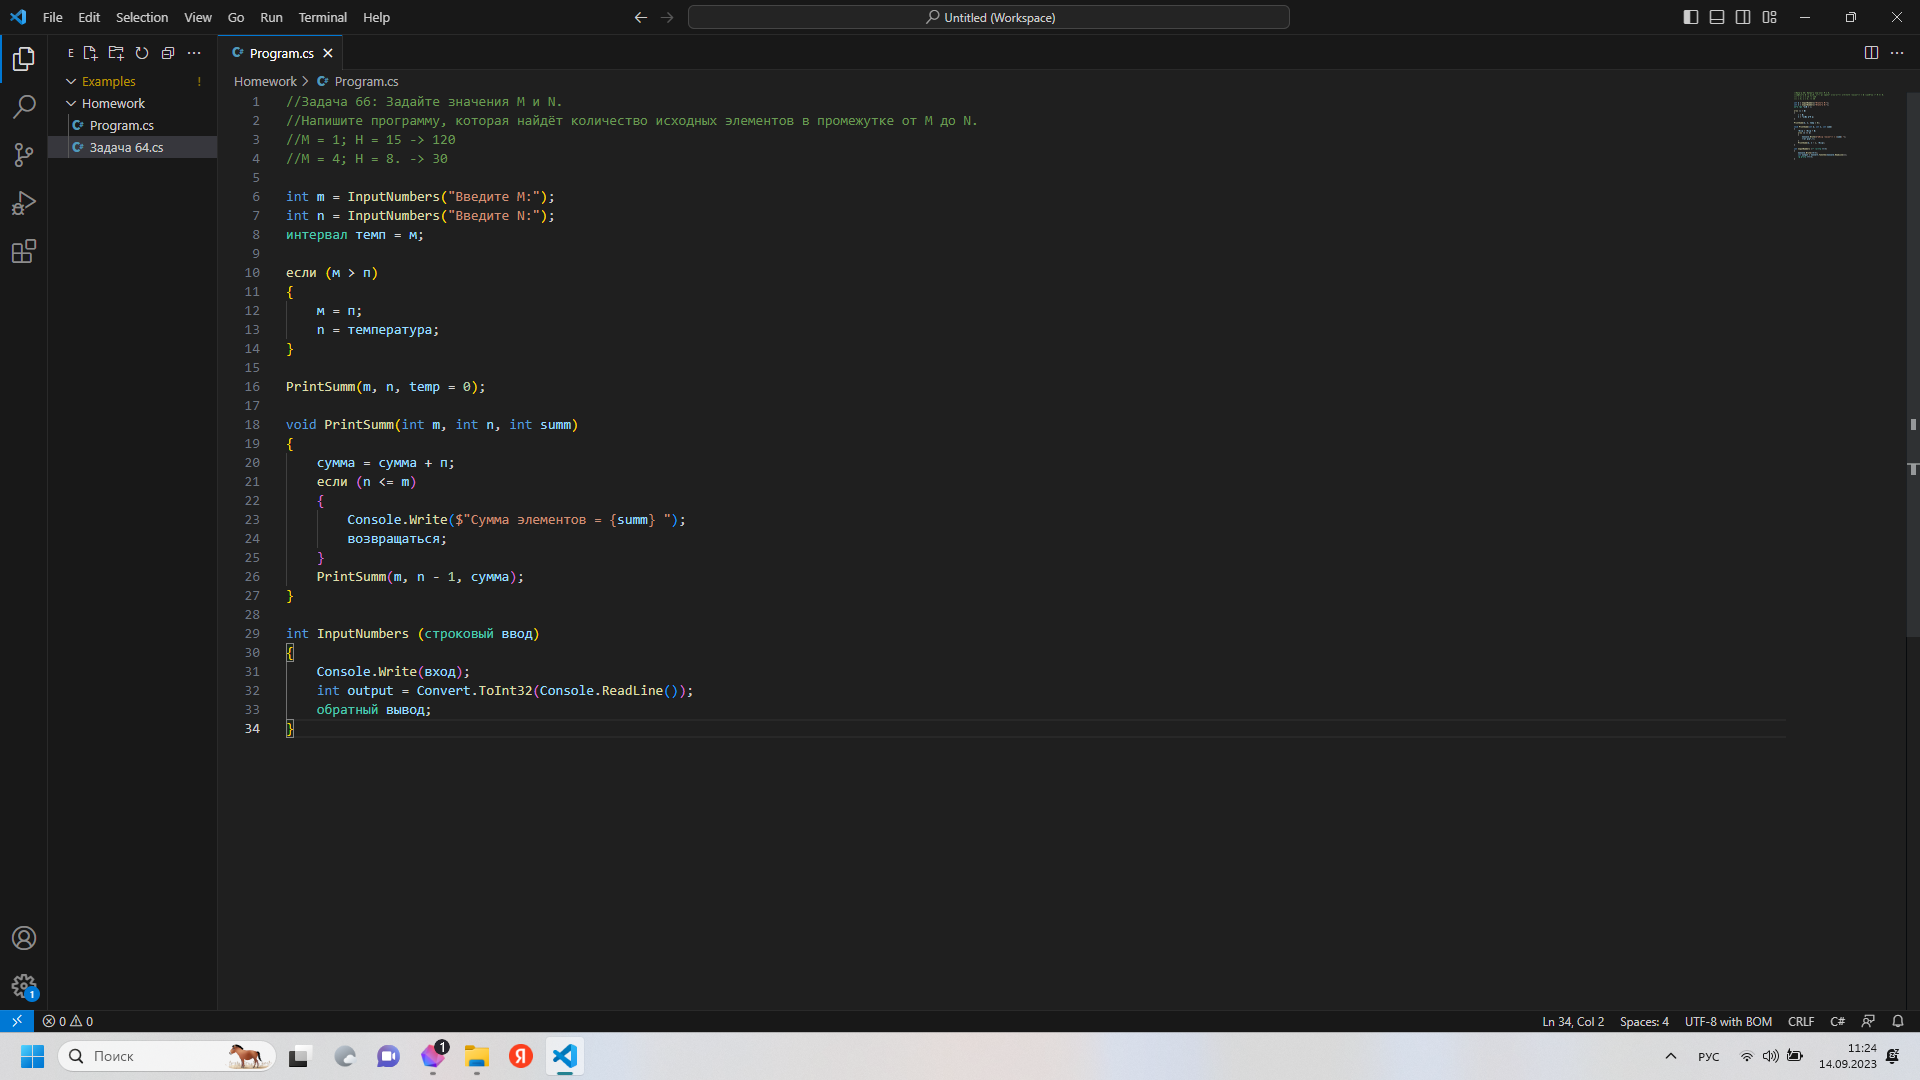 File Edit Selection View Go Run Terminal Help
Untitled (Workspace)
E
Program.cs
Examples !
Homework
Program.cs
Задача 64.cs
Homework > Program.cs
1 //Задача 66: Задайте значения M и N.
2 //Напишите программу, которая найдёт количество исходных элементов в промежутке от M до N.
3 //M = 1; Н = 15 -> 120
4 //M = 4; Н = 8. -> 30
5
6 int m = InputNumbers("Введите M:");
7 int n = InputNumbers("Введите N:");
8 интервал темп = м;
9
10 если (м > п)
11 {
12 м = п;
13 n = температура;
14 }
15
16 PrintSumm(m, n, temp = 0);
17
18 void PrintSumm(int m, int n, int summ)
19 {
20 сумма = сумма + п;
21 если (n <= m)
22 {
23 Console.Write($"Сумма элементов = {summ} ");
24 возвращаться;
25 }
26 PrintSumm(m, n - 1, сумма);
27 }
28
29 int InputNumbers (строковый ввод)
30 {
31 Console.Write(вход);
32 int output = Convert.ToInt32(Console.ReadLine());
33 обратный вывод;
34 }
1
0 0
Ln 34, Col 2 Spaces: 4 UTF-8 with BOM CRLF C#
Поиск
1
Я
РУС
11:24
14.09.2023